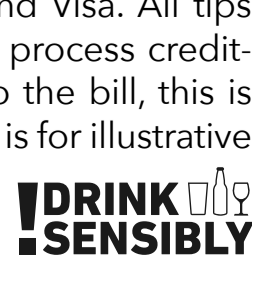 nd Visa. All tips
process credit-
o the bill, this is
is for illustrative
!DRINK
SENSIBLY